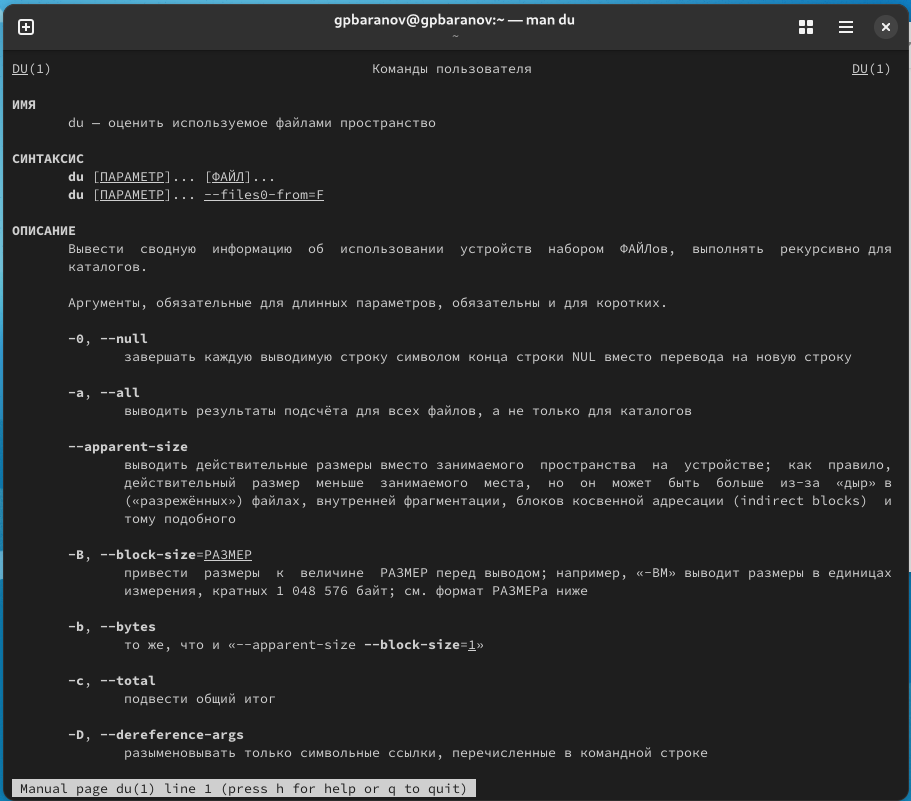 gpbaranov@gpbaranov:~ — man du
~
DU(1) Команды пользователя DU(1)
ИМЯ
du — оценить используемое файлами пространство
СИНТАКСИС
du [ПАРАМЕТР]... [ФАЙЛ]...
du [ПАРАМЕТР]... --files0-from=F
ОПИСАНИЕ
Вывести сводную информацию об использовании устройств набором ФАЙЛов, выполнять рекурсивно для
каталогов.
Аргументы, обязательные для длинных параметров, обязательны и для коротких.
-0, --null
завершать каждую выводимую строку символом конца строки NUL вместо перевода на новую строку
-a, --all
выводить результаты подсчёта для всех файлов, а не только для каталогов
--apparent-size
выводить действительные размеры вместо занимаемого пространства на устройстве; как правило,
действительный размер меньше занимаемого места, но он может быть больше из-за «дыр» в
(«разрежённых») файлах, внутренней фрагментации, блоков косвенной адресации (indirect blocks) и
тому подобного
-B, --block-size=РАЗМЕР
привести размеры к величине РАЗМЕР перед выводом; например, «-BM» выводит размеры в единицах
измерения, кратных 1 048 576 байт; см. формат РАЗМЕРа ниже
-b, --bytes
то же, что и «--apparent-size --block-size=1»
-c, --total
подвести общий итог
-D, --dereference-args
разыменовывать только символьные ссылки, перечисленные в командной строке
Manual page du(1) line 1 (press h for help or q to quit)